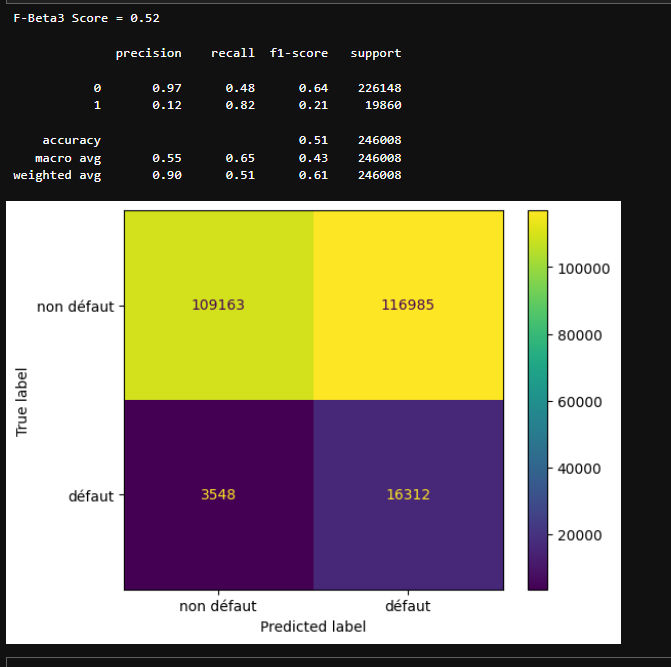 F-Beta3 Score = 0.52
precision recall f1-score support
0 0.97 0.48 0.64 226148
1 0.12 0.82 0.21 19860
accuracy 0.51 246008
macro avg 0.55 0.65 0.43 246008
weighted avg 0.90 0.51 0.61 246008
True label
non défaut
109163 116985
défaut
3548 16312
non défaut défaut
Predicted label
100000
80000
60000
40000
20000